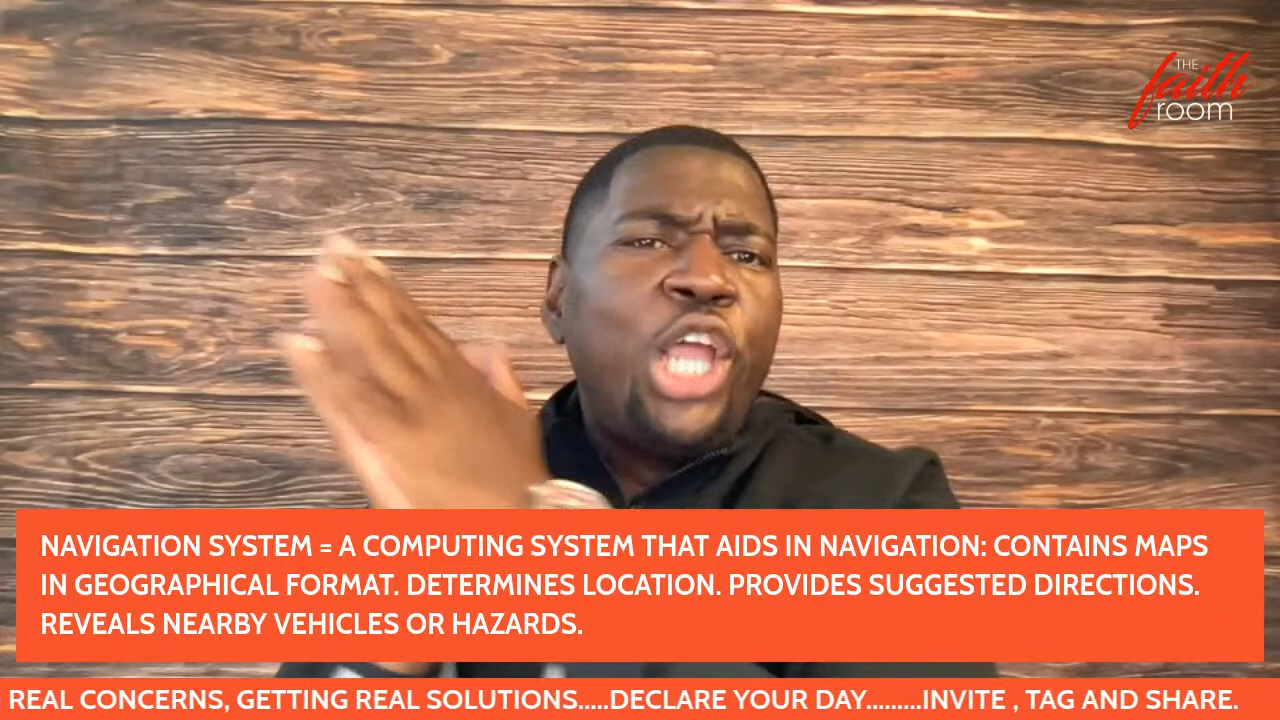 THE
faith
room
NAVIGATION SYSTEM = A COMPUTING SYSTEM THAT AIDS IN NAVIGATION: CONTAINS MAPS
IN GEOGRAPHICAL FORMAT. DETERMINES LOCATION. PROVIDES SUGGESTED DIRECTIONS.
REVEALS NEARBY VEHICLES OR HAZARDS.
REAL CONCERNS, GETTING REAL SOLUTIONS.....DECLARE YOUR DAY.........INVITE , TAG AND SHARE.